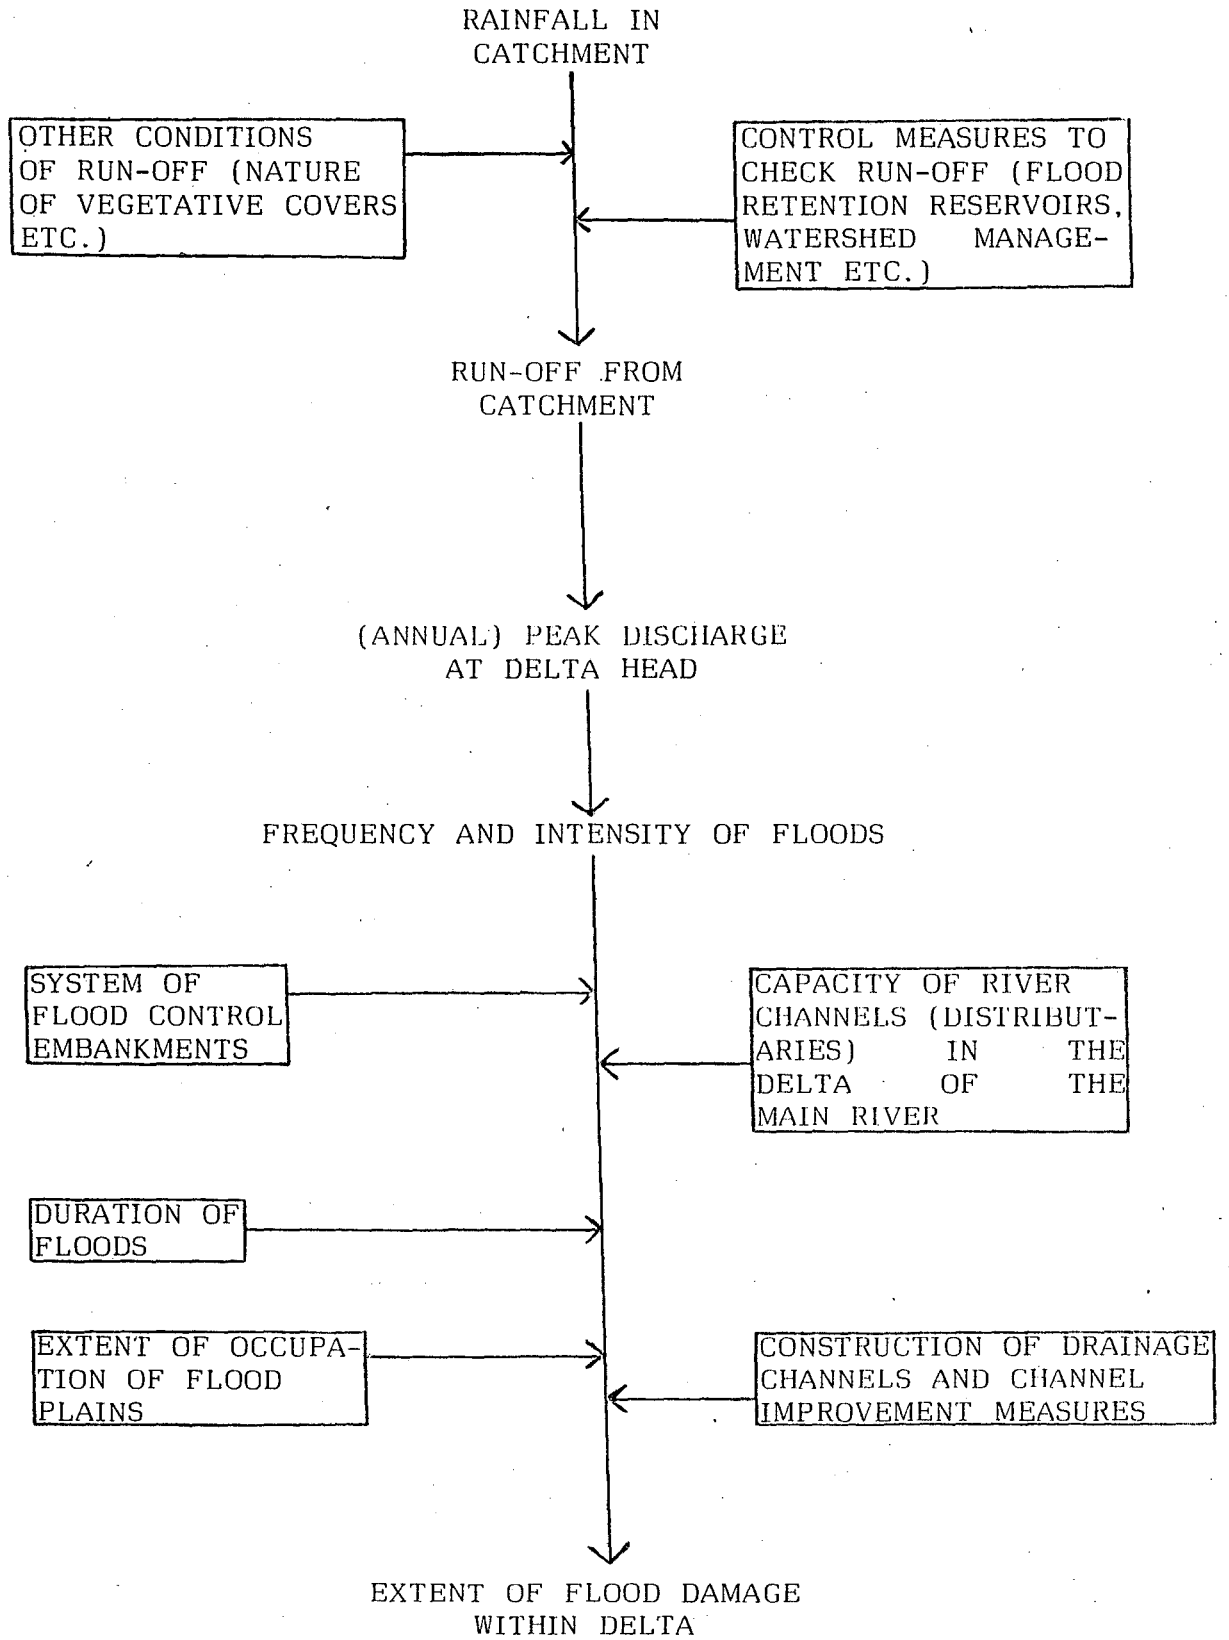 RAINFALL IN
CATCHMENT
OTHER CONDITIONS
OF RUN-OFF (NATURE
OF VEGETATIVE COVERS
ETC.)
CONTROL MEASURES TO
CHECK RUN-OFF (FLOOD
RETENTION RESERVOIRS,
WATERSHED MANAGE-
MENT ETC.)
RUN-OFF FROM
CATCHMENT
(ANNUAL) PEAK DISCHARGE
AT DELTA HEAD
FREQUENCY AND INTENSITY OF FLOODS
SYSTEM OF
FLOOD CONTROL
EMBANKMENTS
CAPACITY OF RIVER
CHANNELS (DISTRIBUT-
ARIES) IN THE
DELTA OF THE
MAIN RIVER
DURATION OF
FLOODS
EXTENT OF OCCUPA-
TION OF FLOOD
PLAINS
CONSTRUCTION OF DRAINAGE
CHANNELS AND CHANNEL
IMPROVEMENT MEASURES
EXTENT OF FLOOD DAMAGE
WITHIN DELTA